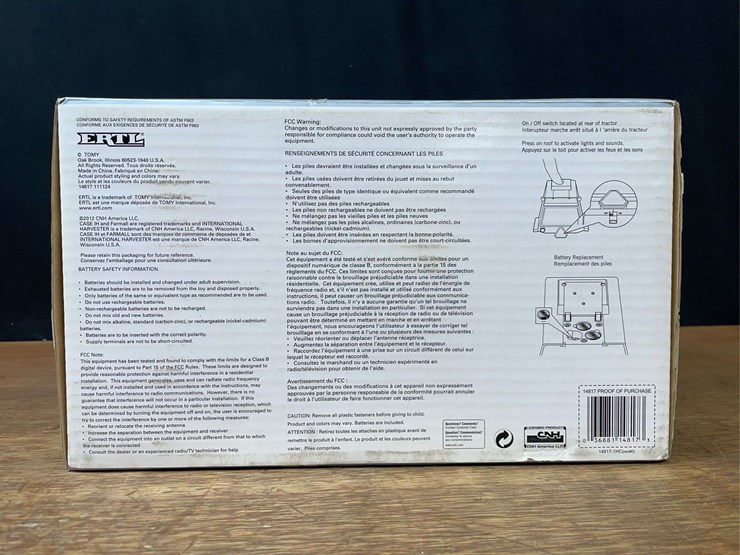 CONFORMS TO SAFETY REQUIREMENTS OF ASTM F963
CONFORME AUX EXIGENCES DE SÉCURITÉ DE ASTM F963
ERTL
© TOMY
Oak Brook, Illinois 60523-1940 U.S.A.
All Rights Reserved. Tous droits réservés.
Made in China. Fabriqué en Chine.
Actual product styling and colors may vary.
Le style et les couleurs du produit vendu peuvent varier.
14817 111124
ERTL is a trademark of TOMY International, Inc.
ERTL est une marque déposée de TOMY International, Inc.
www.ertl.com
©2012 CNH America LLC.
CASE IH and Farmall are registered trademarks and INTERNATIONAL
HARVESTER is a trademark of CNH America LLC, Racine, Wisconsin U.S.A.
CASE IH et FARMALL sont des marques de commerce déposées de et
INTERNATIONAL HARVESTER est une marque de CNH America LLC, Racine,
Wisconsin U.S.A.
Please retain this packaging for future reference.
Conservez l'emballage pour une consultation ultérieure.
BATTERY SAFETY INFORMATION
• Batteries should be installed and changed under adult supervision.
• Exhausted batteries are to be removed from the toy and disposed properly.
• Only batteries of the same or equivalent type as recommended are to be used.
• Do not use rechargeable batteries.
• Non-rechargeable batteries are not to be recharged.
• Do not mix old and new batteries.
• Do not mix alkaline, standard (carbon-zinc), or rechargeable (nickel-cadmium)
batteries.
• Batteries are to be inserted with the correct polarity.
• Supply terminals are not to be short-circuited.
FCC Note:
This equipment has been tested and found to comply with the limits for a Class B
digital device, pursuant to Part 15 of the FCC Rules. These limits are designed to
provide reasonable protection against harmful interference in a residential
installation. This equipment generates, uses and can radiate radio frequency
energy and, if not installed and used in accordance with the instructions, may
cause harmful interference to radio communications. However, there is no
guarantee that interference will not occur in a particular installation. If this
equipment does cause harmful interference to radio or television reception, which
can be determined by turning the equipment off and on, the user is encouraged to
try to correct the interference by one or more of the following measures:
• Reorient or relocate the receiving antenna
• Increase the separation between the equipment and receiver
• Connect the equipment into an outlet on a circuit different from that to which
the receiver is connected
• Consult the dealer or an experienced radio/TV technician for help
FCC Warning:
Changes or modifications to this unit not expressly approved by the party
responsible for compliance could void the user's authority to operate the
equipment.
RENSEIGNEMENTS DE SÉCURITÉ CONCERNANT LES PILES
• Les piles devraient être installées et changées sous la surveillance d'un
adulte.
• Les piles usées doivent être retirées du jouet et mises au rebut
convenablement.
• Seules des piles de type identique ou équivalent comme recommandé
doivent être utilisées
• N'utilisez pas des piles rechargeables
• Les piles non rechargeables ne doivent pas être rechargées
• Ne mélangez pas les vieilles piles et les piles neuves
• Ne mélangez pas les piles alcalines, ordinaires (carbone-zinc), ou
rechargeables (nickel-cadmium).
• Les piles doivent être insérées en respectant la bonne polarité.
• Les bornes d'approvisionnement ne doivent pas être court-circuitées.
Note au sujet du FCC:
Cet équipement a été testé et s'est avéré conforme aux limites pour un
dispositif numérique de classe B, conformément à la partie 15 des
règlements du FCC. Ces limites sont conçues pour fournir une protection
raisonnable contre le brouillage préjudiciable dans une installation
résidentielle. Cet équipement crée, utilise et peut radier de l'énergie de
fréquence radio et, s'il n'est pas installé et utilisé conformément aux
instructions, il peut causer un brouillage préjudiciable aux communica-
tions radio. Toutefois, il n'y a aucune garantie qu'un tel brouillage ne
surviendra pas dans une installation en particulier. Si cet équipement
cause un brouillage préjudiciable à la réception de radio ou de télévision
pouvant être déterminé en mettant en marche et en arrêtant
l'équipement, nous encourageons l'utilisateur à essayer de corriger tel
brouillage en se conformant à l'une ou plusieurs des mesures suivantes :
• Veuillez réorienter ou déplacer l'antenne réceptrice.
• Augmentez la séparation entre l'équipement et le récepteur.
• Raccordez l'équipement à une prise sur un circuit différent de celui sur
lequel le récepteur est raccordé.
• Consultez le marchand ou un technicien expérimenté en
radio/télévision pour obtenir de l'aide.
Avertissement du FCC :
Des changements ou des modifications à cet appareil non expressément
approuvés par la personne responsable de la conformité pourrait annuler
le droit à l'utilisateur de faire fonctionner cet appareil.
CAUTION: Remove all plastic fasteners before giving to child.
Product and colors may vary. Batteries are included.
ATTENTION : Retirez toutes les attaches en plastique avant de
remettre le produit à l'enfant. Le produit et les couleurs peuvent
varier. Piles comprises.
Questions? Comments?
LICENSED PRODUCT
CNH
©CNH America LLC
On / Off switch located at rear of tractor
Interrupteur marche arrêt situé à l'arrière du tracteur
Press on roof to activate lights and sounds.
Appuyez sur le toit pour activer les feux et les sons
Battery Replacement
Remplacement des piles
14817 PROOF OF PURCHASE
0 36881 14817 3